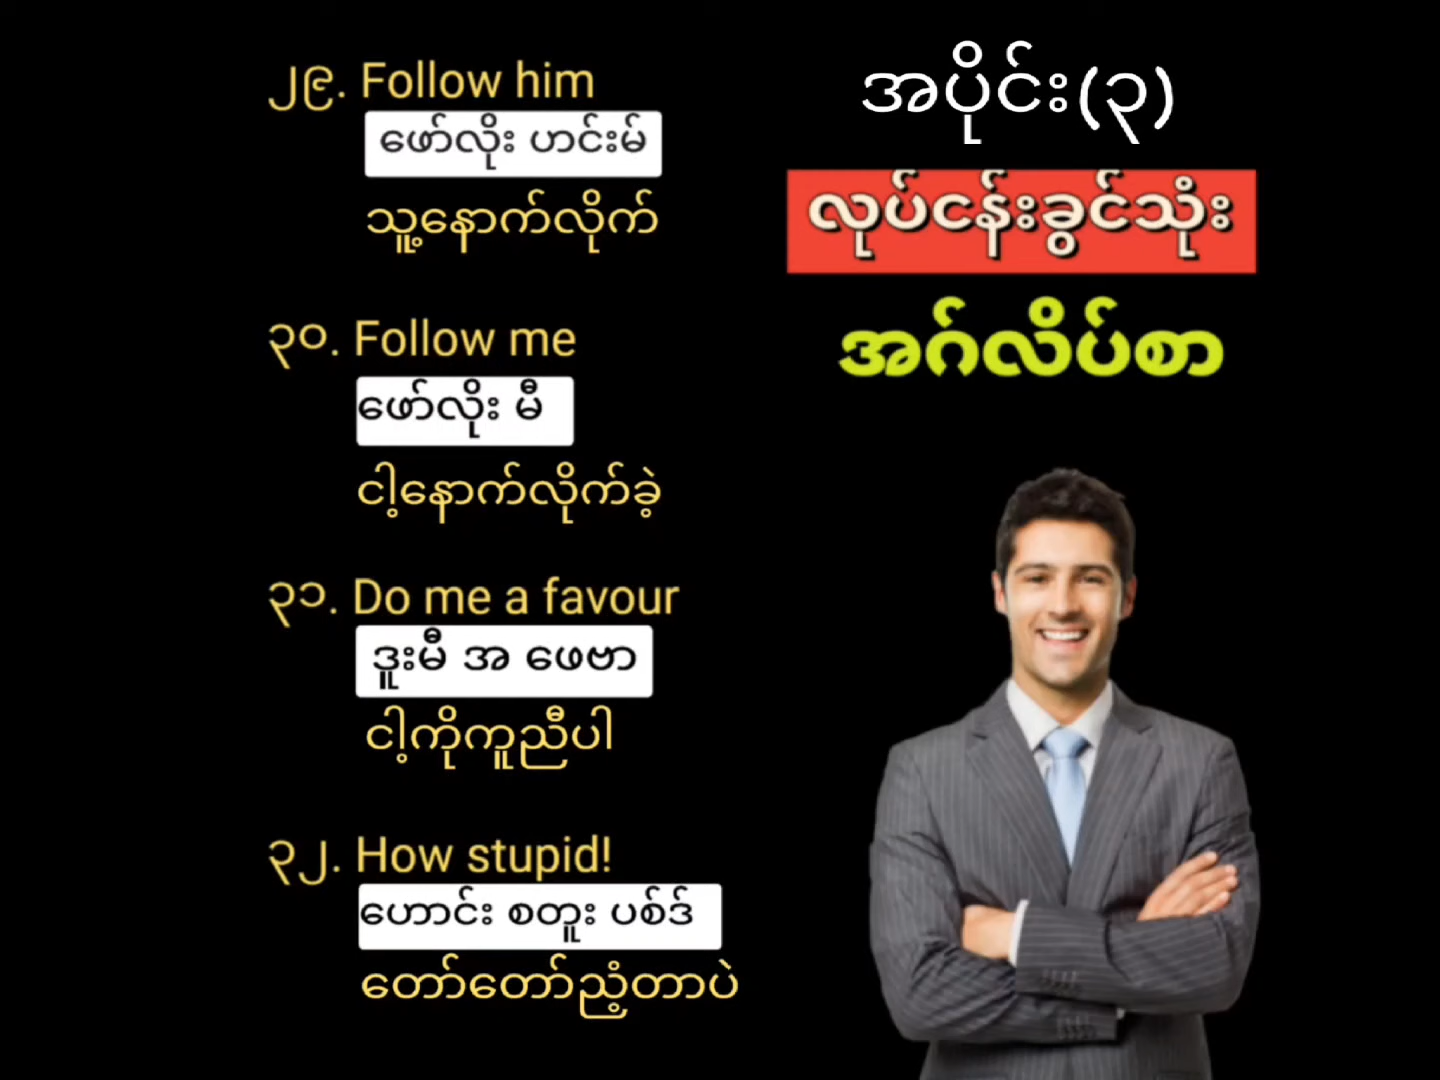 ၂၉. Follow him
ဖော်လိုး ဟင်းမ်
သူ့နောက်လိုက်
၃၀. Follow me
ဖော်လိုး မီ
ငါ့နောက်လိုက်ခဲ့
၃၁. Do me a favour
ဒူးမီ အ ဖေဗာ
ငါ့ကိုကူညီပါ
၃၂. How stupid!
ဟောင်း စတူး ပစ်ဒ်
တော်တော်ညံ့တာပဲ
အပိုင်း(၃)
လုပ်ငန်းခွင်သုံး
အင်္ဂလိပ်စာ